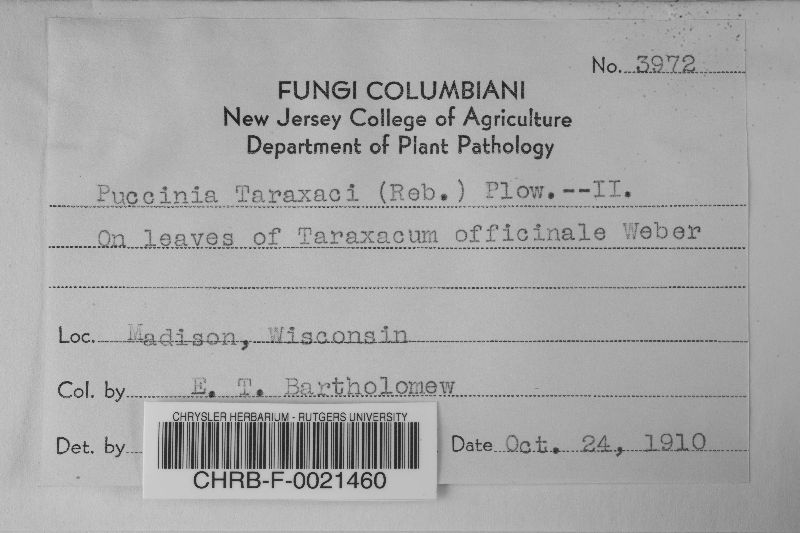 No. 3972
FUNGI COLUMBIANI
New Jersey College of Agriculture
Department of Plant Pathology
Puccinia Taraxaci (Reb.) Plow.--II.
On leaves of Taraxacum officinale Weber
Loc. Madison, Wisconsin
Col. by E. T. Bartholomew
Det. by
Date Oct. 24, 1910
CHRYSLER HERBARIUM - RUTGERS UNIVERSITY
CHRB-F-0021460